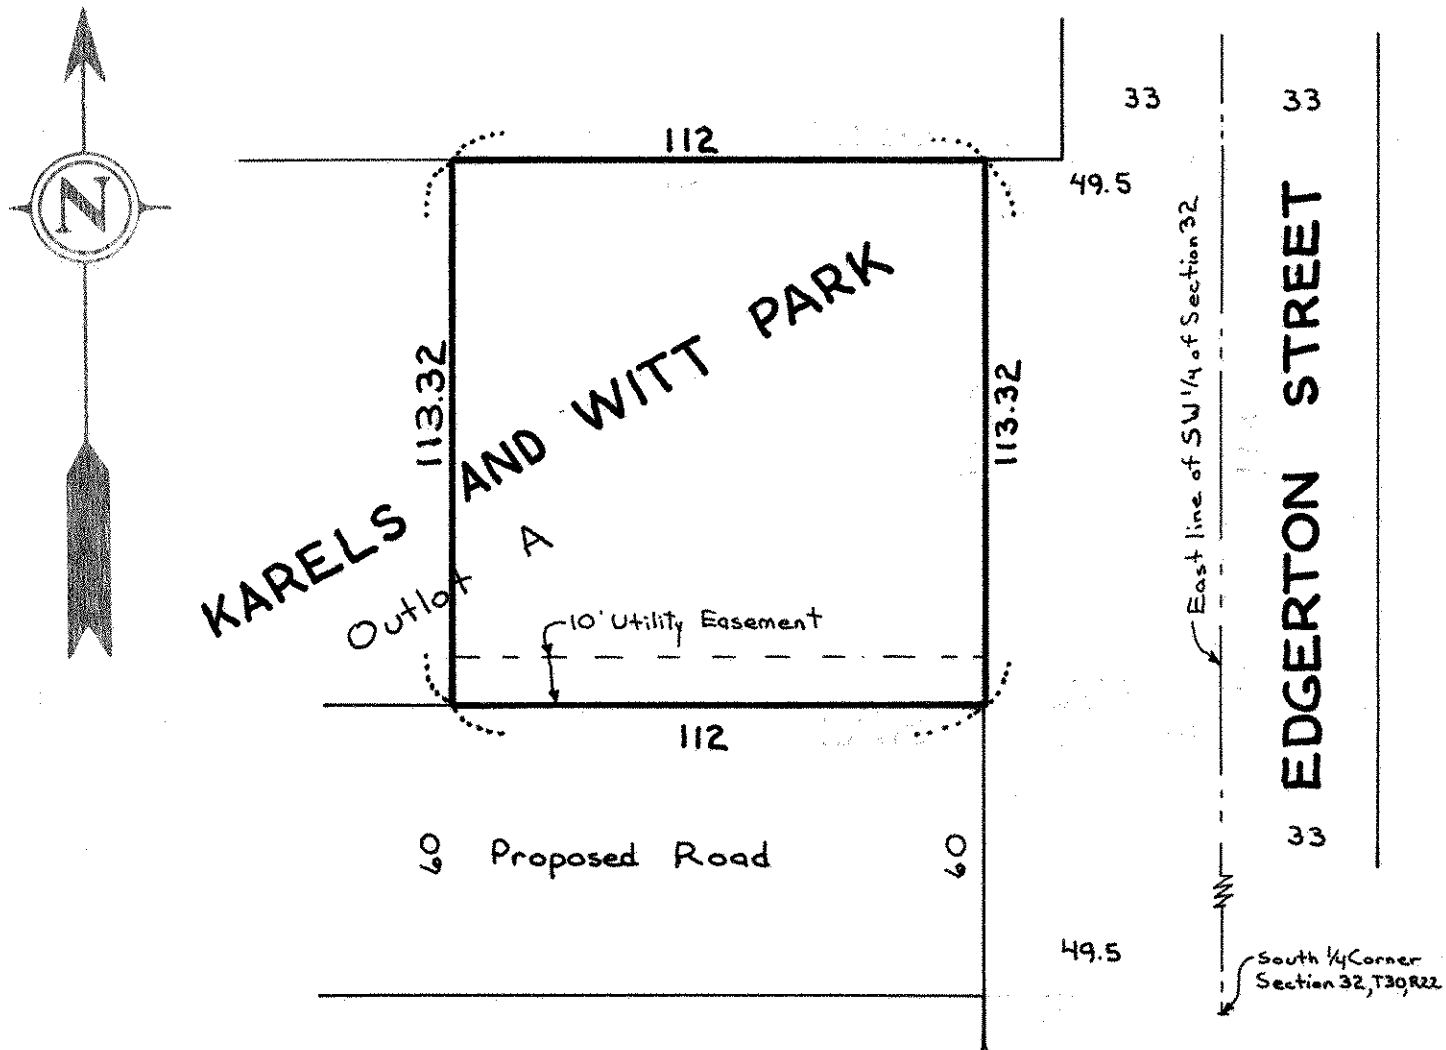 N
112
33
33
49.5
East line of SW 1/4 of Section 32
EDGERTON STREET
113.32
113.32
KARELS AND WITT PARK
Outlot A
10' Utility Easement
112
33
60
Proposed Road
60
49.5
South 1/4 Corner
Section 32, T30, R22